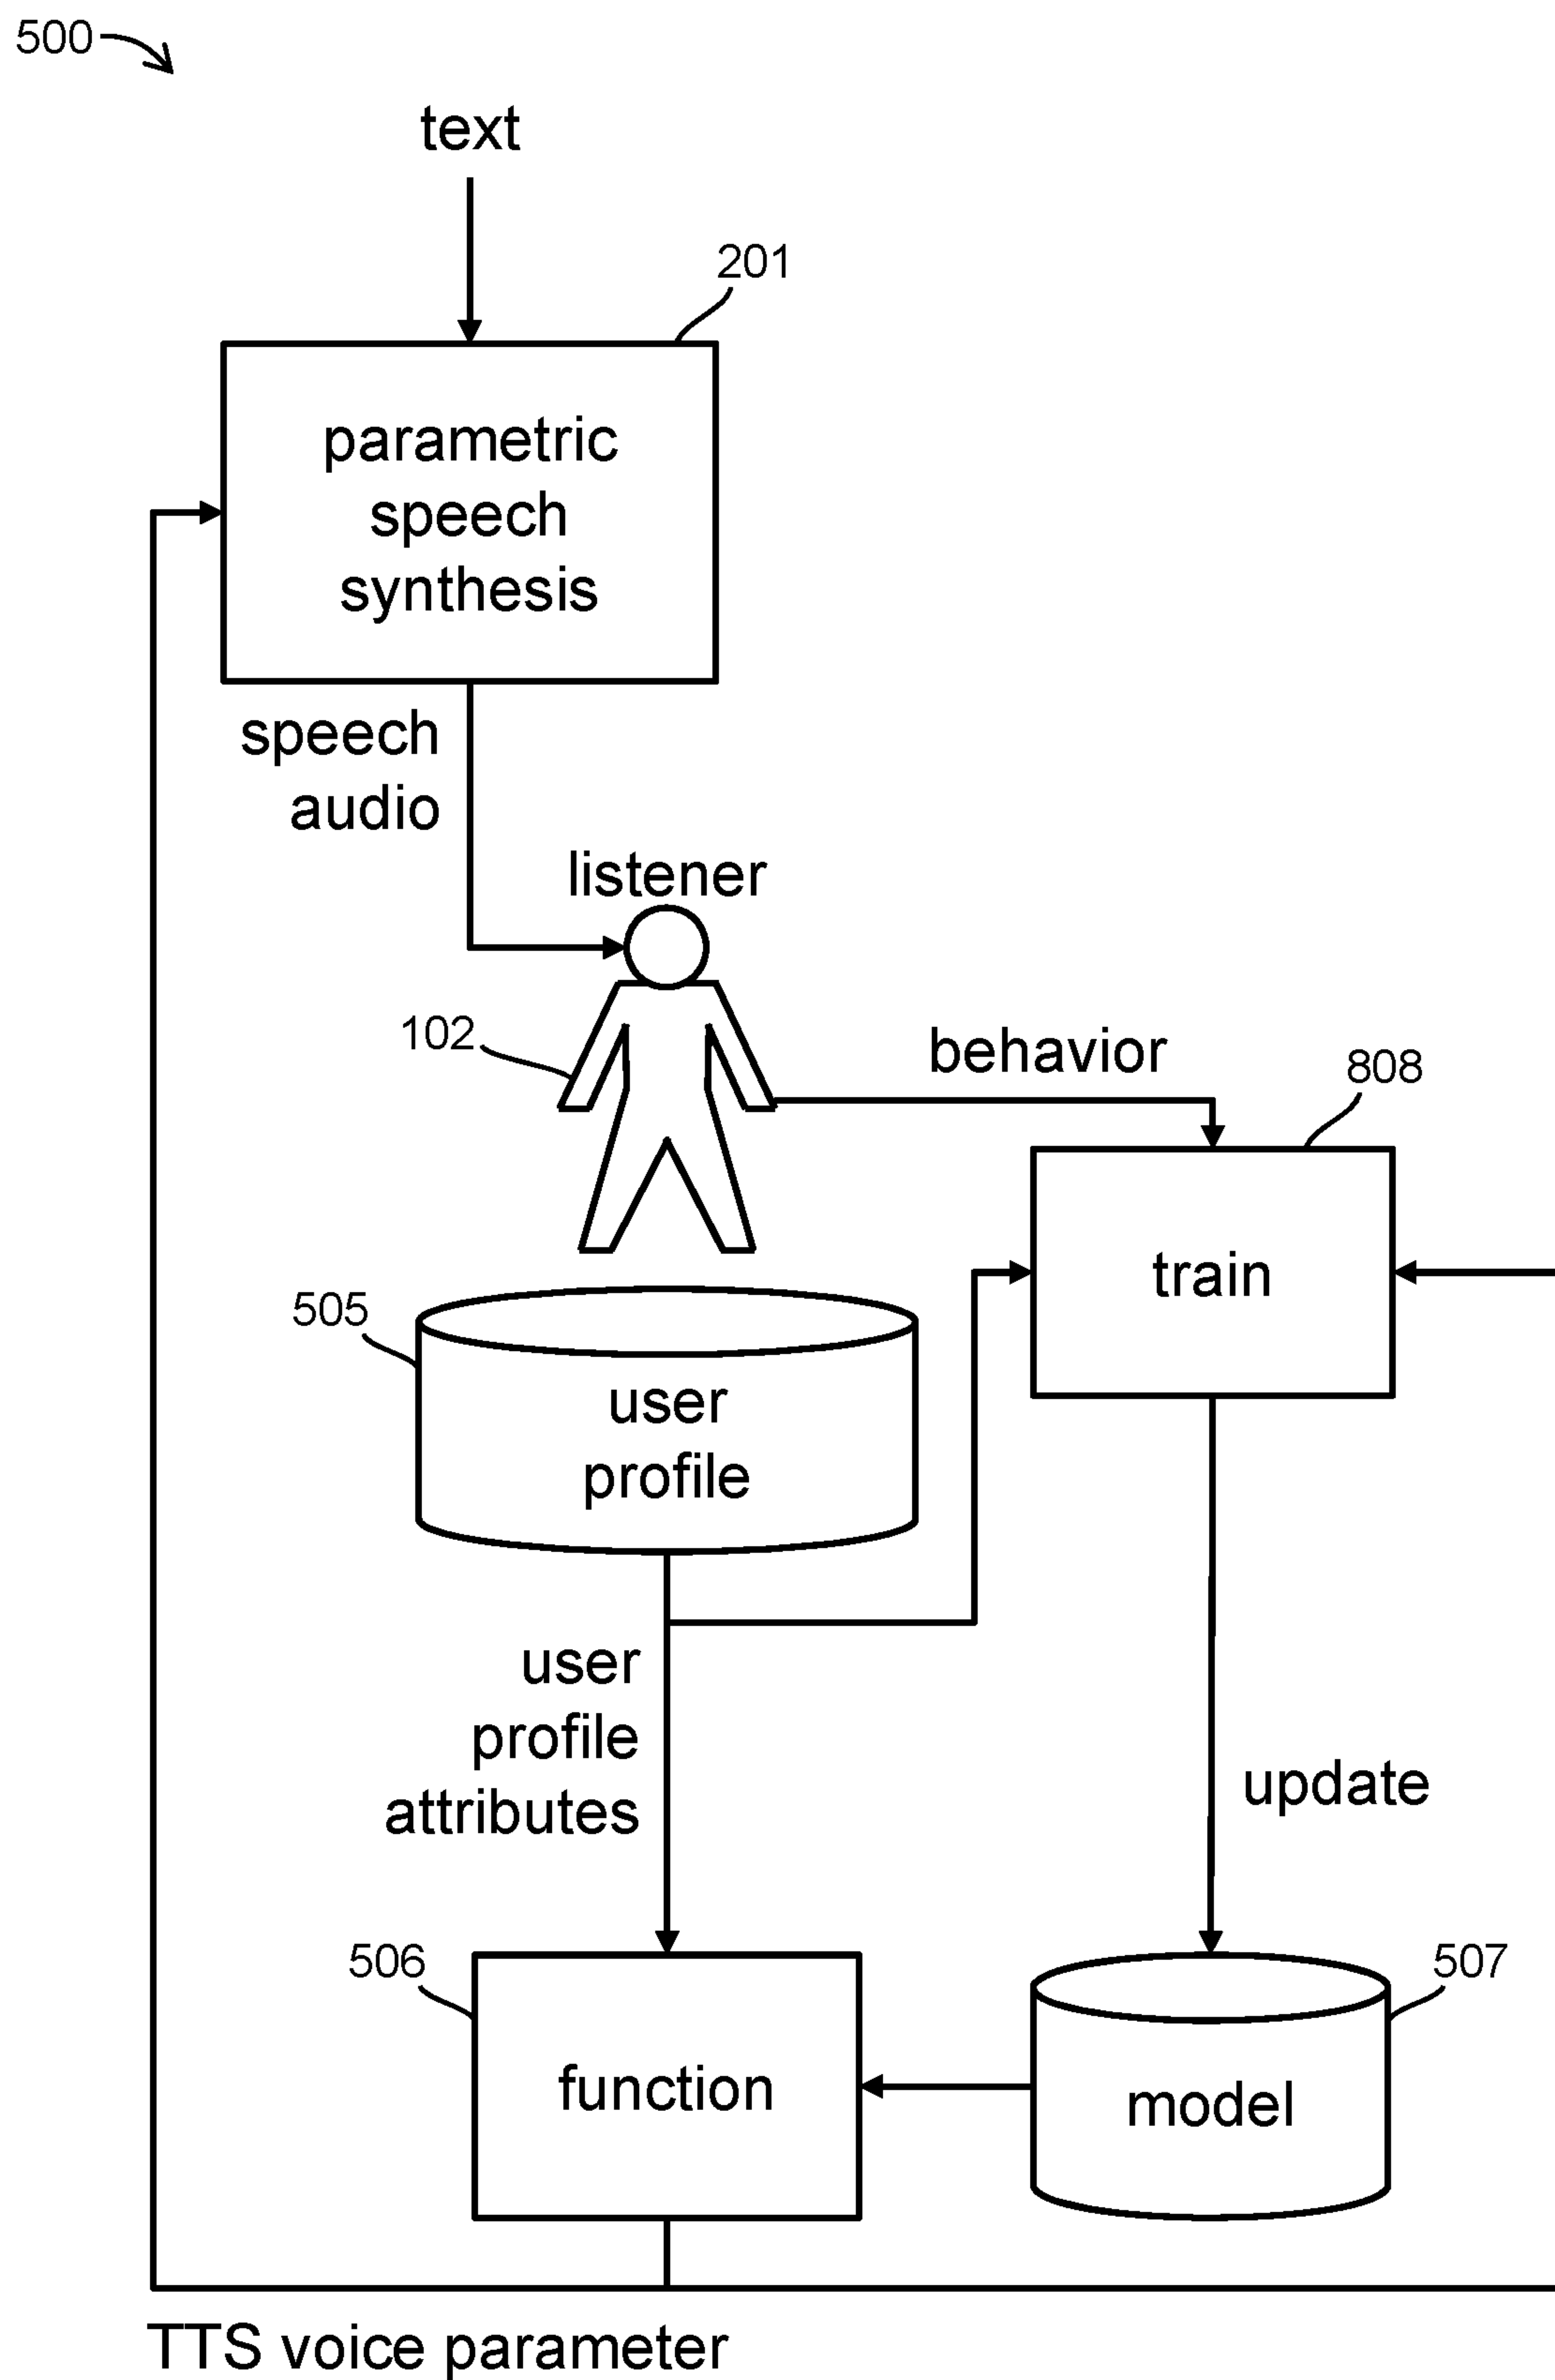 500
text
201
parametric
speech
synthesis
speech
audio
listener
102
behavior
808
train
505
user
profile
user
profile
attributes
update
506
507
function
model
TTS voice parameter